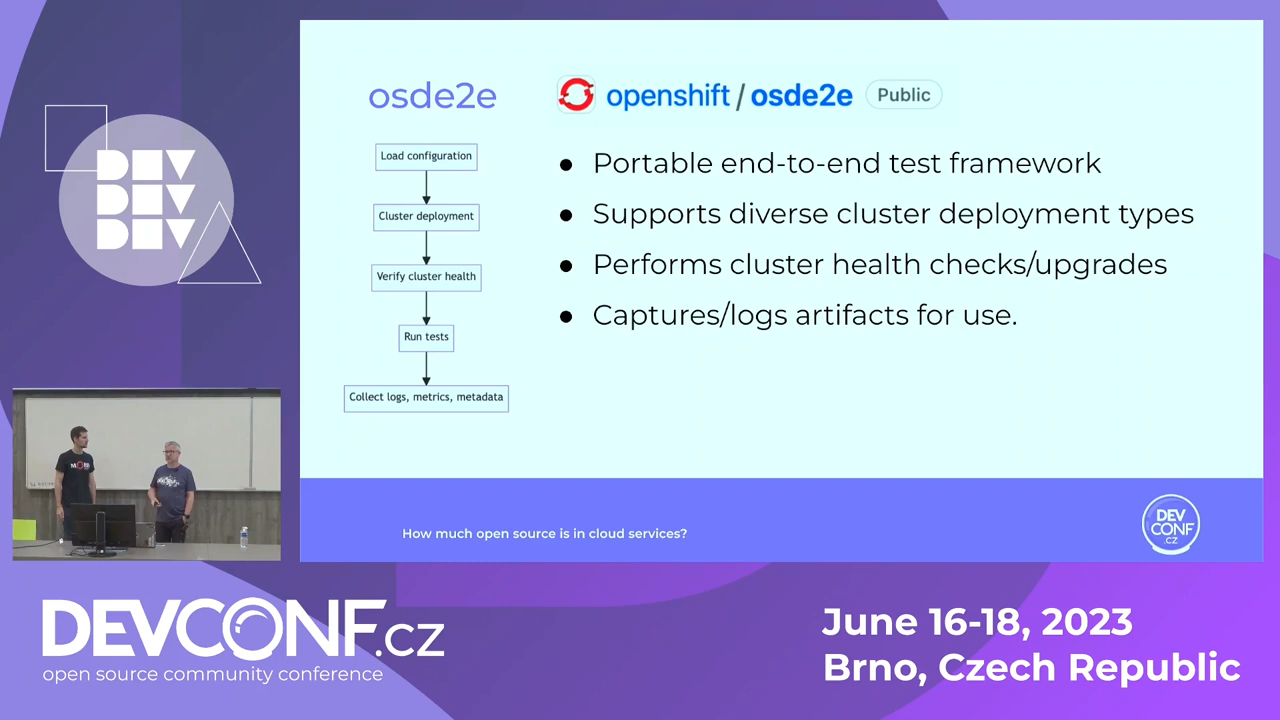 osde2e
openshift / osde2e Public
Load configuration
Cluster deployment
Verify cluster health
Run tests
Collect logs, metrics, metadata
● Portable end-to-end test framework
● Supports diverse cluster deployment types
● Performs cluster health checks/upgrades
● Captures/logs artifacts for use.
How much open source is in cloud services?
DEV
CONF
.CZ
DEV
DEV
DEV
DEVCONF.cz
open source community conference
June 16-18, 2023
Brno, Czech Republic